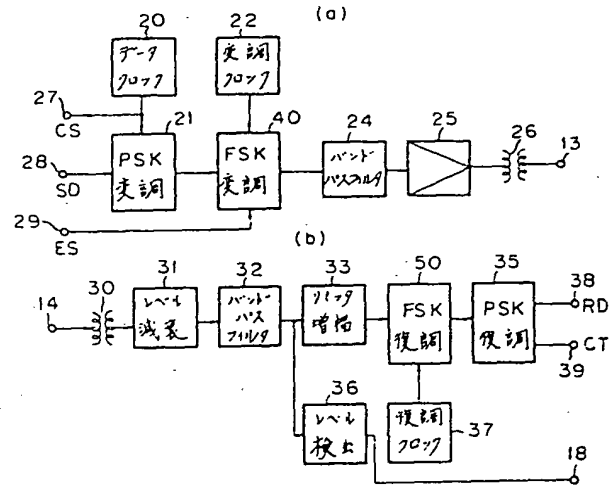 (a)
20
22
データ
クロック
変調
クロック
27
CS
21
40
24
25
26
13
28
SD
PSK
変調
FSK
変調
バンド
パスフィルタ
29
ES
(b)
30
31
32
33
50
35
38
14
レベル
減衰
バンド
パス
フィルタ
リミッタ
増幅
FSK
復調
PSK
復調
RD
CT
39
36
レベル
検出
復調
クロック
37
18